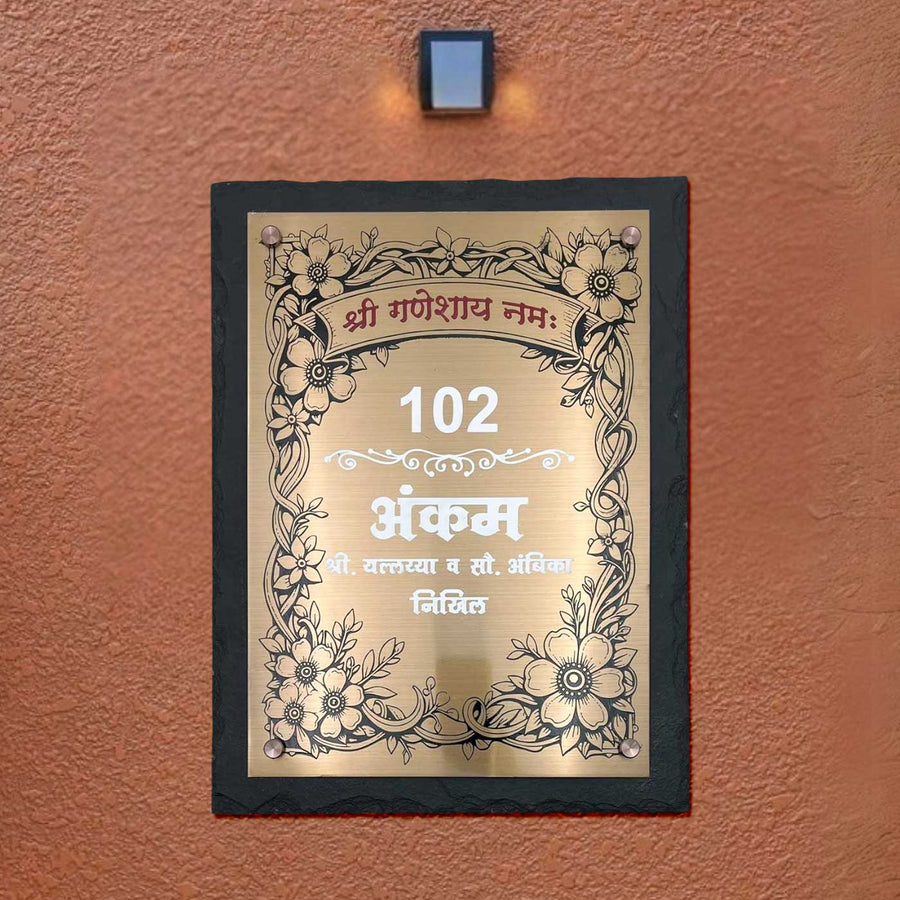 श्री गणेशाय नमः
102
अंकम
श्री. यल्लय्या व सौ. अंबिका
निखिल